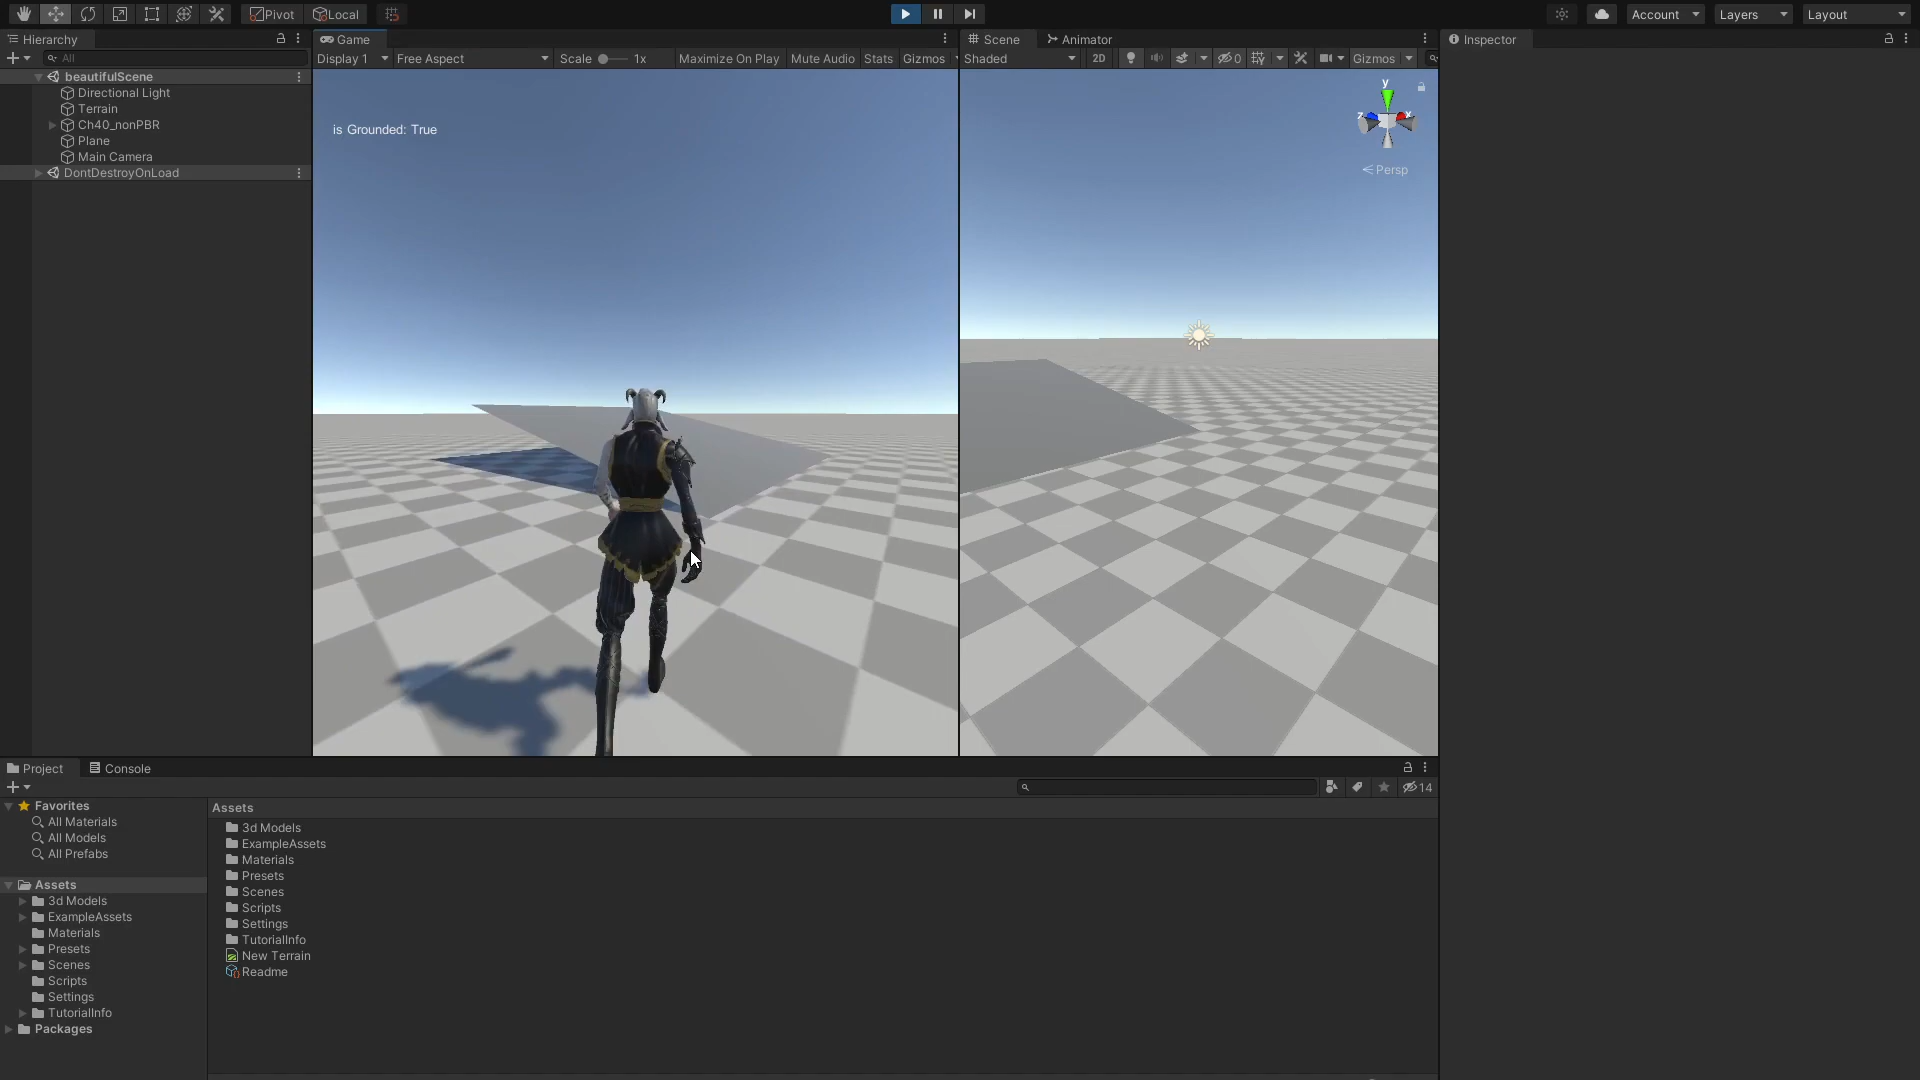 Pivot
Local
Account
Layers
Layout
Hierarchy
All
beautifulScene
Directional Light
Terrain
Ch40_nonPBR
Plane
Main Camera
DontDestroyOnLoad
Game
Display 1
Free Aspect
Scale
1x
Maximize On Play
Mute Audio
Stats
Gizmos
is Grounded: True
Scene
Animator
Shaded
2D
0
Gizmos
y
z
x
Persp
Inspector
Project
Console
14
Favorites
All Materials
All Models
All Prefabs
Assets
3d Models
ExampleAssets
Materials
Presets
Scenes
Scripts
Settings
TutorialInfo
Packages
Assets
3d Models
ExampleAssets
Materials
Presets
Scenes
Scripts
Settings
TutorialInfo
New Terrain
Readme